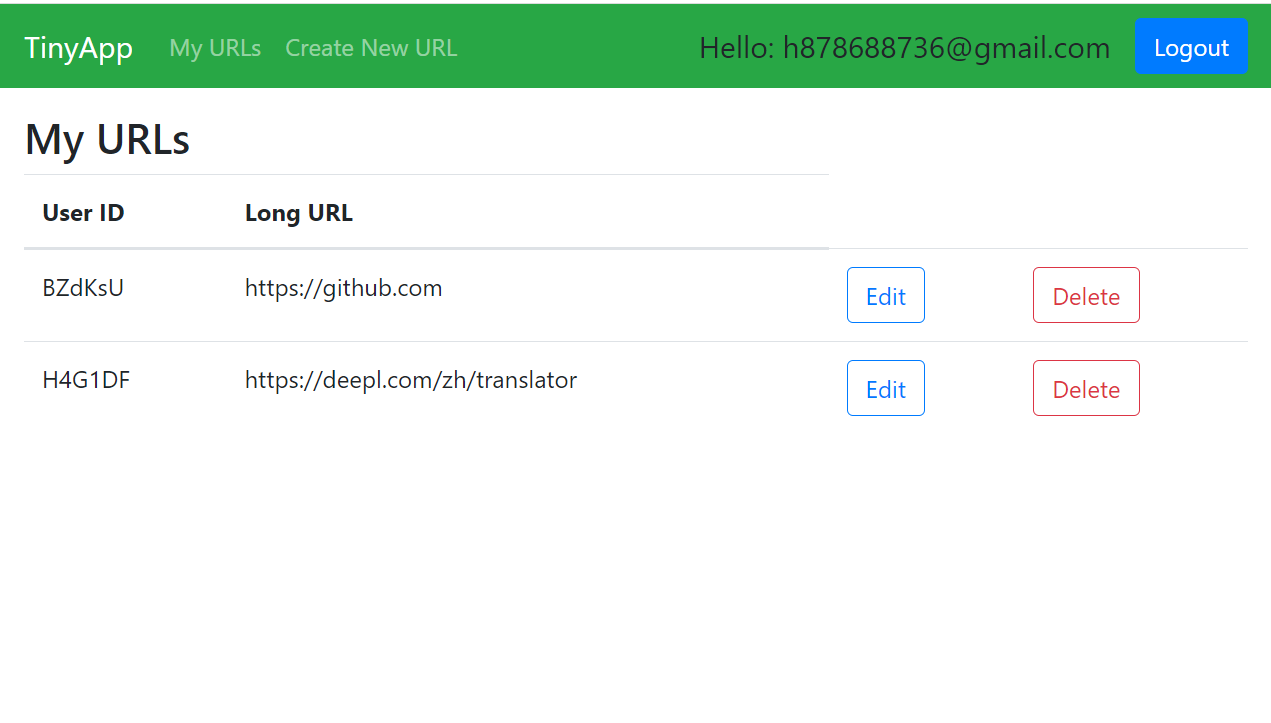 TinyApp My URLs Create New URL Hello: h878688736@gmail.com Logout
My URLs
User ID Long URL
BZdKsU https://github.com Edit Delete
H4G1DF https://deepl.com/zh/translator Edit Delete